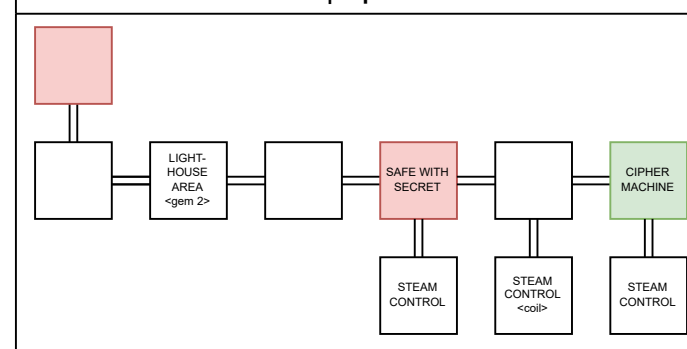 LIGHT-
HOUSE
AREA
<gem 2>
SAFE WITH
SECRET
CIPHER
MACHINE
STEAM
CONTROL
STEAM
CONTROL
<coil>
STEAM
CONTROL